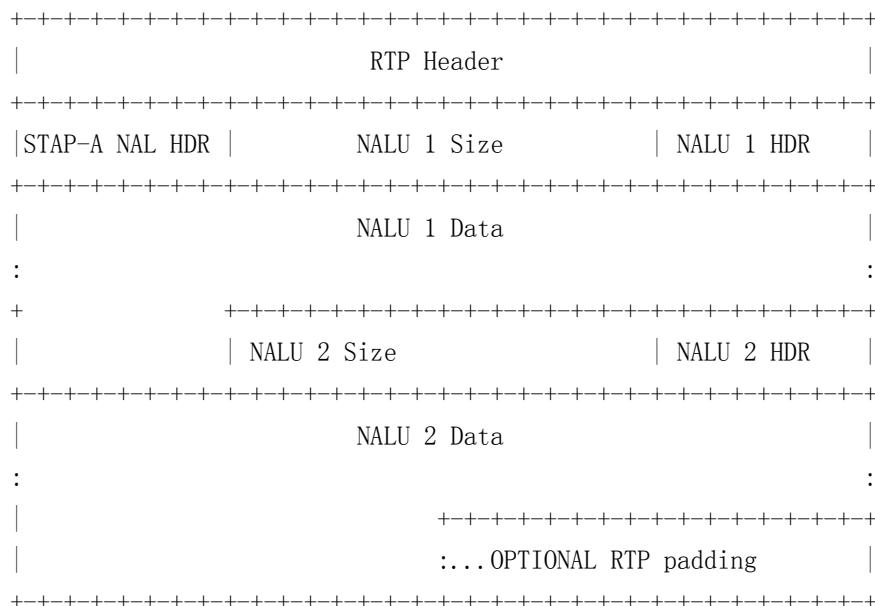 RTP Header
STAP-A NAL HDR | NALU 1 Size | NALU 1 HDR
NALU 1 Data
: :
NALU 2 Size | NALU 2 HDR
NALU 2 Data
: :
:...OPTIONAL RTP padding